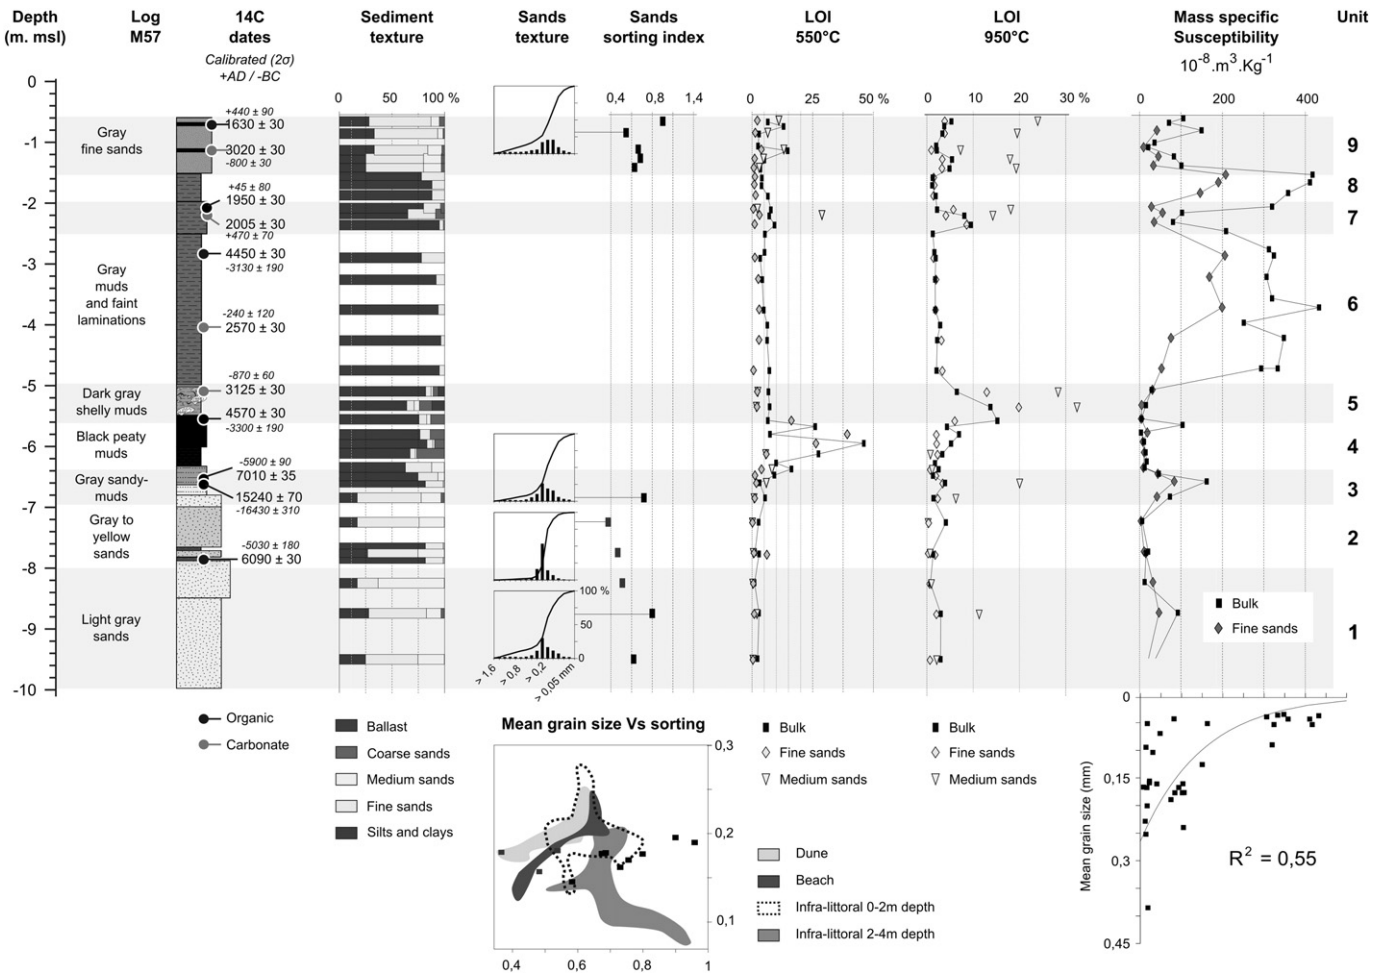 Depth
(m. msl)
Log
M57
14C
dates
Calibrated (2σ)
+AD / -BC
Sediment
texture
Sands
texture
Sands
sorting index
LOI
550°C
LOI
950°C
Mass specific
Susceptibility
10⁻⁸.m³.Kg⁻¹
Unit
0 50 100 %
0,4 0,8 1,4
0 25 50 %
0 10 20 30 %
0 200 400
0
-1
-2
-3
-4
-5
-6
-7
-8
-9
-10
Gray
fine sands
Gray
muds
and faint
laminations
Dark gray
shelly muds
Black peaty
muds
Gray sandy-
muds
Gray to
yellow
sands
Light gray
sands
+440 ± 90
1630 ± 30
3020 ± 30
-800 ± 30
+45 ± 80
1950 ± 30
2005 ± 30
+470 ± 70
4450 ± 30
-3130 ± 190
-240 ± 120
2570 ± 30
-870 ± 60
3125 ± 30
4570 ± 30
-3300 ± 190
-5900 ± 90
7010 ± 35
15240 ± 70
-16430 ± 310
-5030 ± 180
6090 ± 30
100 %
50
0
> 1,6
> 0,8
> 0,2
> 0,05 mm
9
8
7
6
5
4
3
2
1
Bulk
Fine sands
Organic
Carbonate
Ballast
Coarse sands
Medium sands
Fine sands
Silts and clays
Mean grain size Vs sorting
0,3
0,2
0,1
0,4 0,6 0,8 1
Bulk
Fine sands
Medium sands
Bulk
Fine sands
Medium sands
Dune
Beach
Infra-littoral 0-2m depth
Infra-littoral 2-4m depth
Mean grain size (mm)
0
0,15
0,3
0,45
R² = 0,55